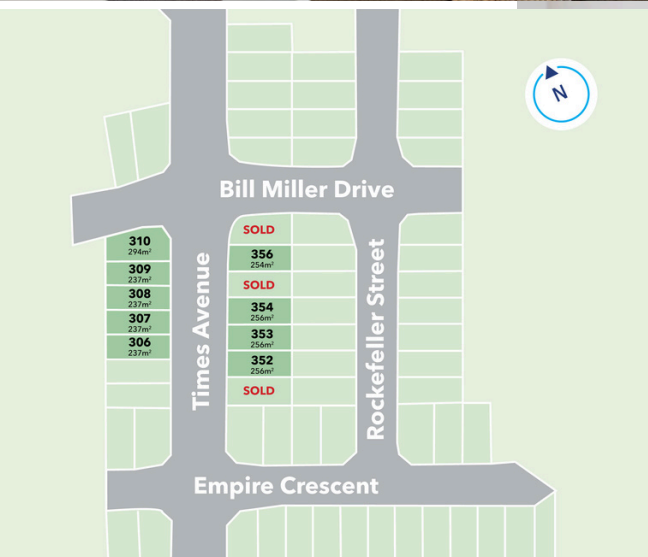 N
Bill Miller Drive
310
294m²
309
237m²
308
237m²
307
237m²
306
237m²
Times Avenue
SOLD
356
254m²
SOLD
354
256m²
353
256m²
352
256m²
SOLD
Rockefeller Street
Empire Crescent